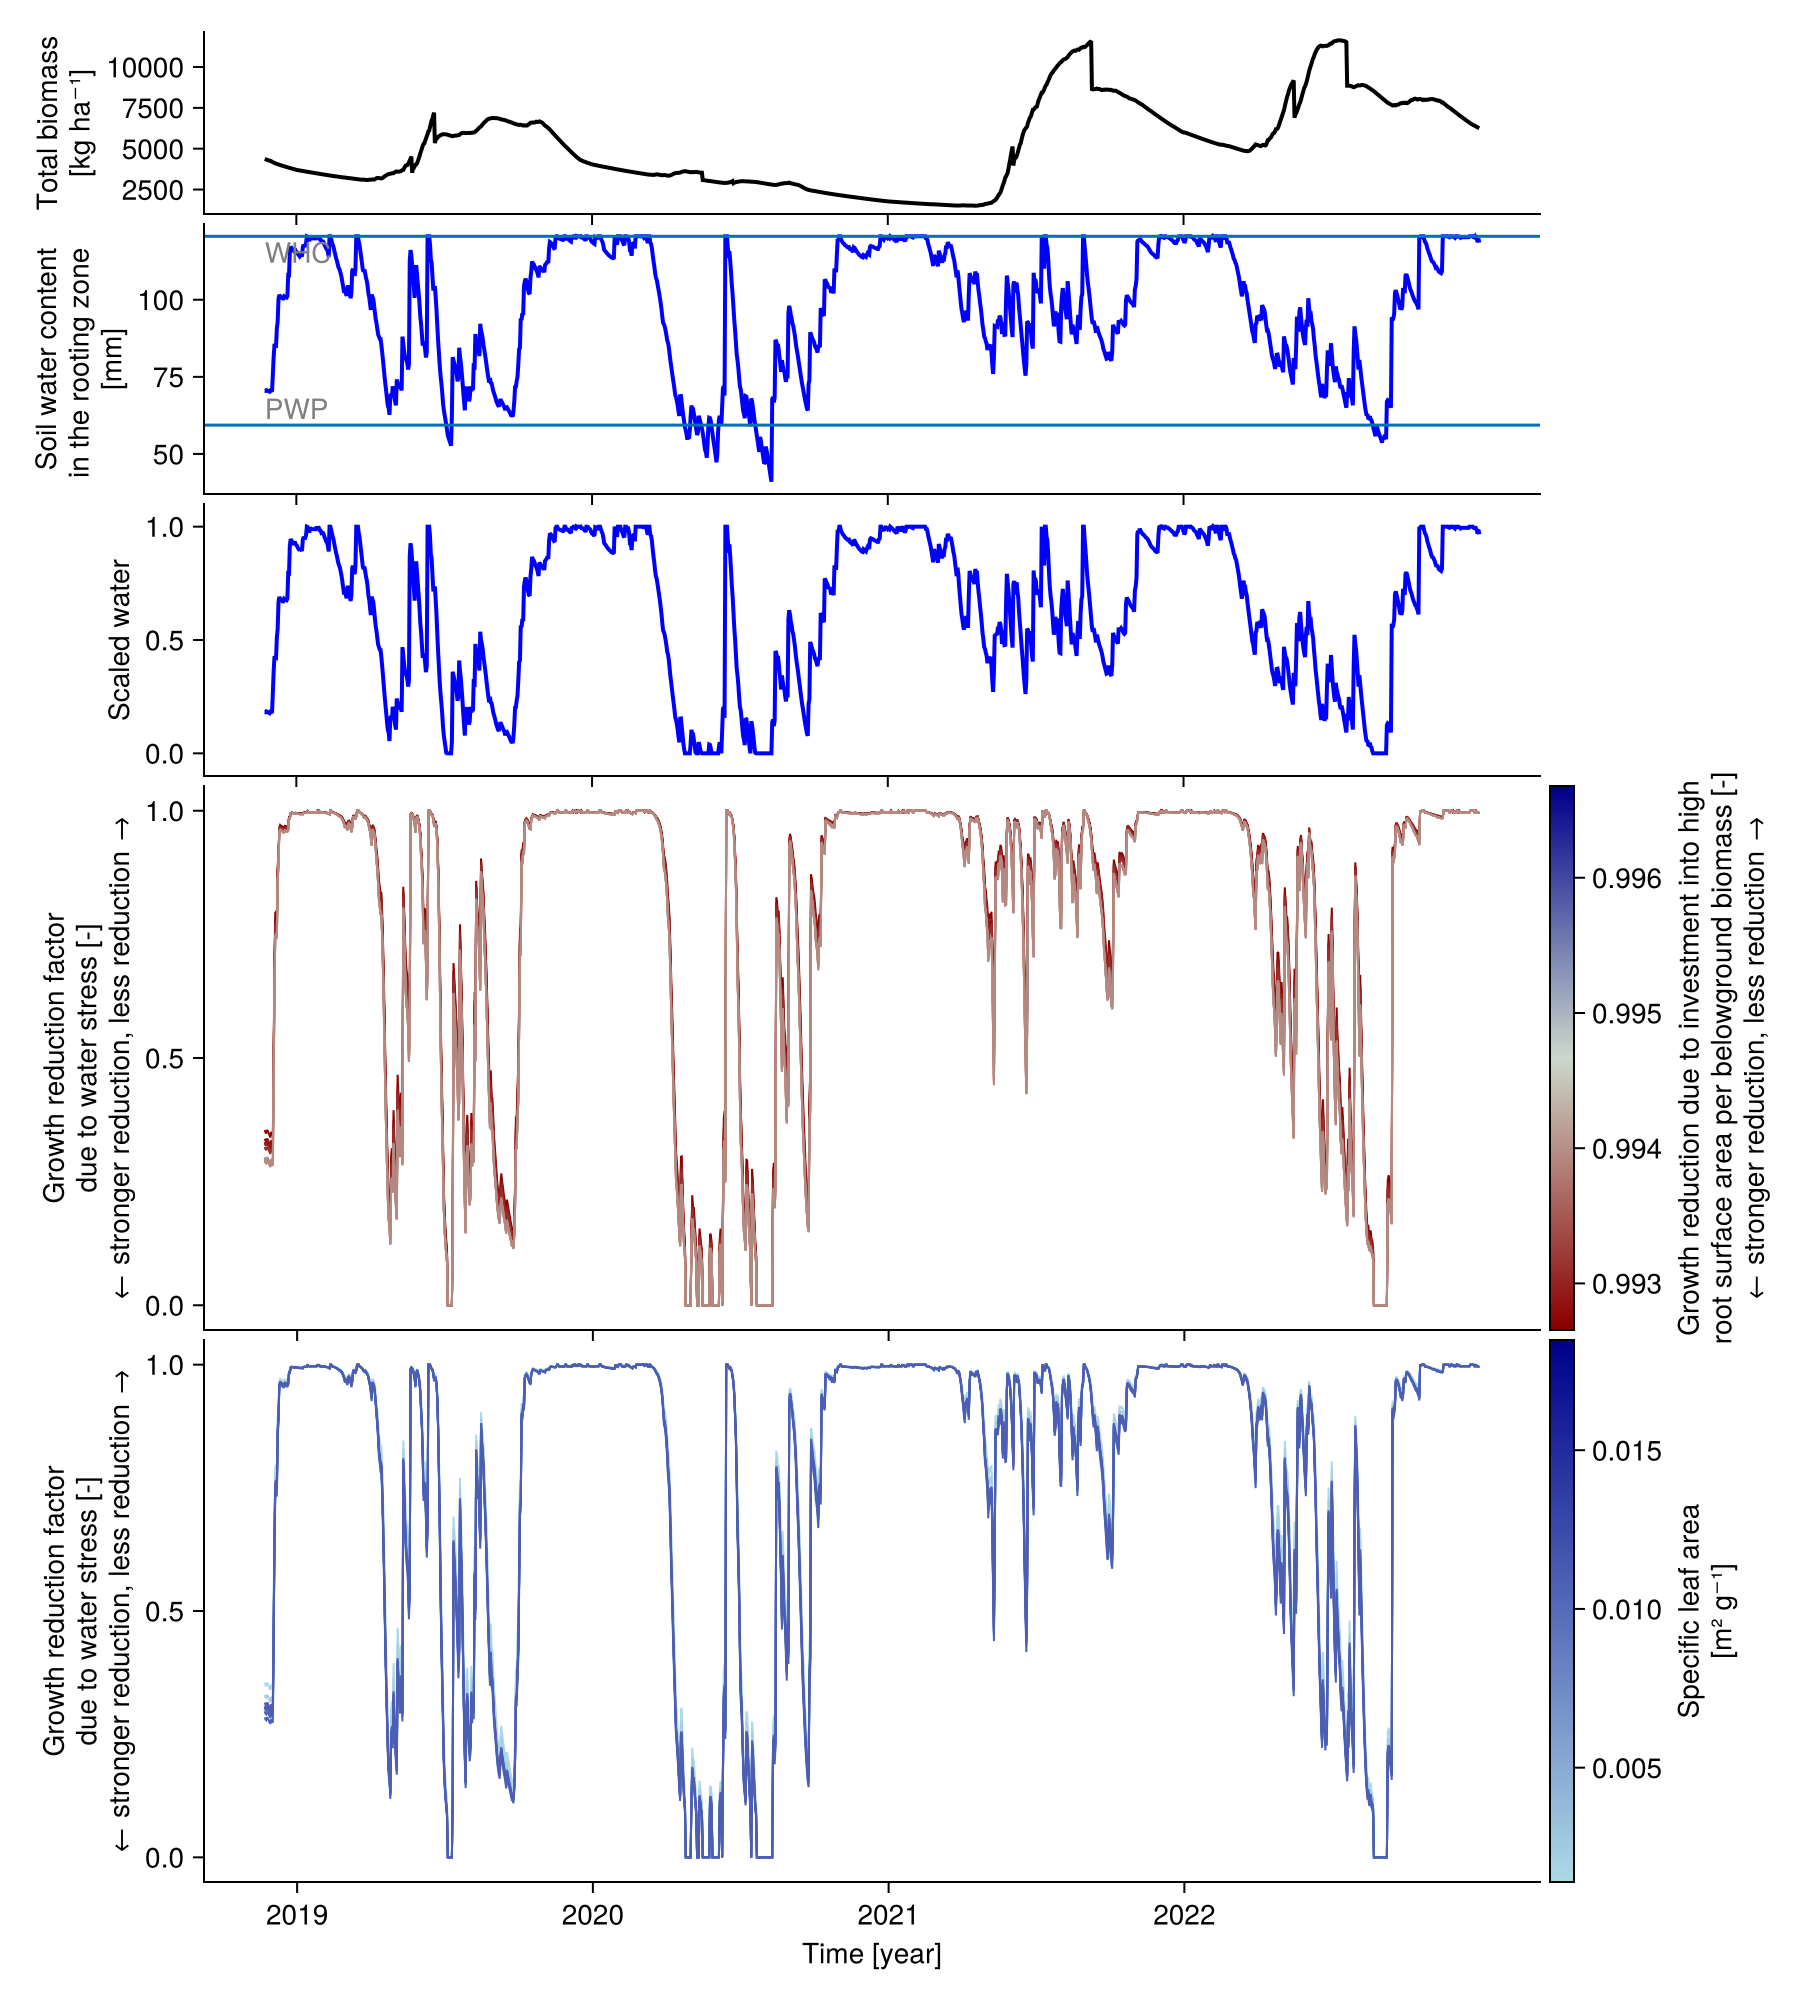 Total biomass
[kg ha⁻¹]
10000
7500
5000
2500
Soil water content
in the rooting zone
[mm]
100
75
50
WHC
PWP
Scaled water
1.0
0.5
0.0
Growth reduction factor
due to water stress [-]
← stronger reduction, less reduction →
1.0
0.5
0.0
0.996
0.995
0.994
0.993
Growth reduction due to investment into high
root surface area per belowground biomass [-]
← stronger reduction, less reduction →
Growth reduction factor
due to water stress [-]
← stronger reduction, less reduction →
1.0
0.5
0.0
0.015
0.010
0.005
Specific leaf area
[m² g⁻¹]
2019
2020
2021
2022
Time [year]